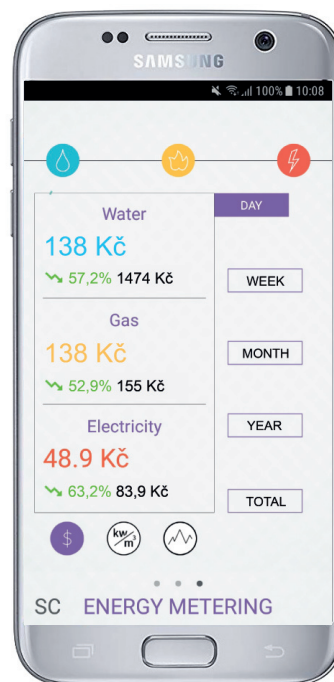 SAMSUNG
100% 10:08
Water
138 Kč
57,2% 1474 Kč
Gas
138 Kč
52,9% 155 Kč
Electricity
48.9 Kč
63,2% 83,9 Kč
DAY
WEEK
MONTH
YEAR
TOTAL
$
kw/m³
SC ENERGY METERING